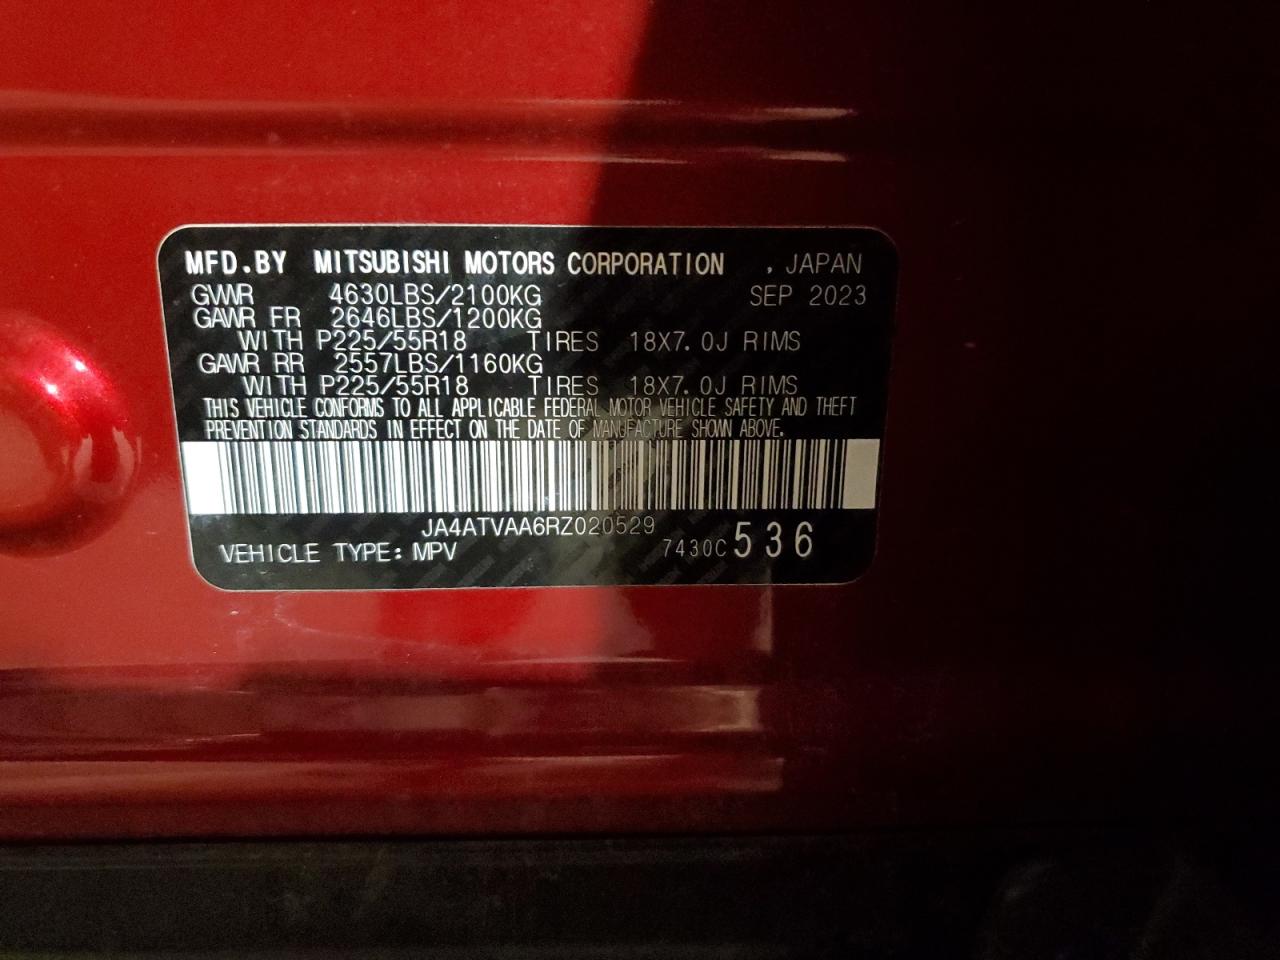 MFD.BY MITSUBISHI MOTORS CORPORATION , JAPAN
GVWR 4630LBS/2100KG SEP 2023
GAWR FR 2646LBS/1200KG
WITH P225/55R18 TIRES 18X7.0J RIMS
GAWR RR 2557LBS/1160KG
WITH P225/55R18 TIRES 18X7.0J RIMS
THIS VEHICLE CONFORMS TO ALL APPLICABLE FEDERAL MOTOR VEHICLE SAFETY AND THEFT
PREVENTION STANDARDS IN EFFECT ON THE DATE OF MANUFACTURE SHOWN ABOVE.
JA4ATVAA6RZ020529
VEHICLE TYPE: MPV 7430C 536